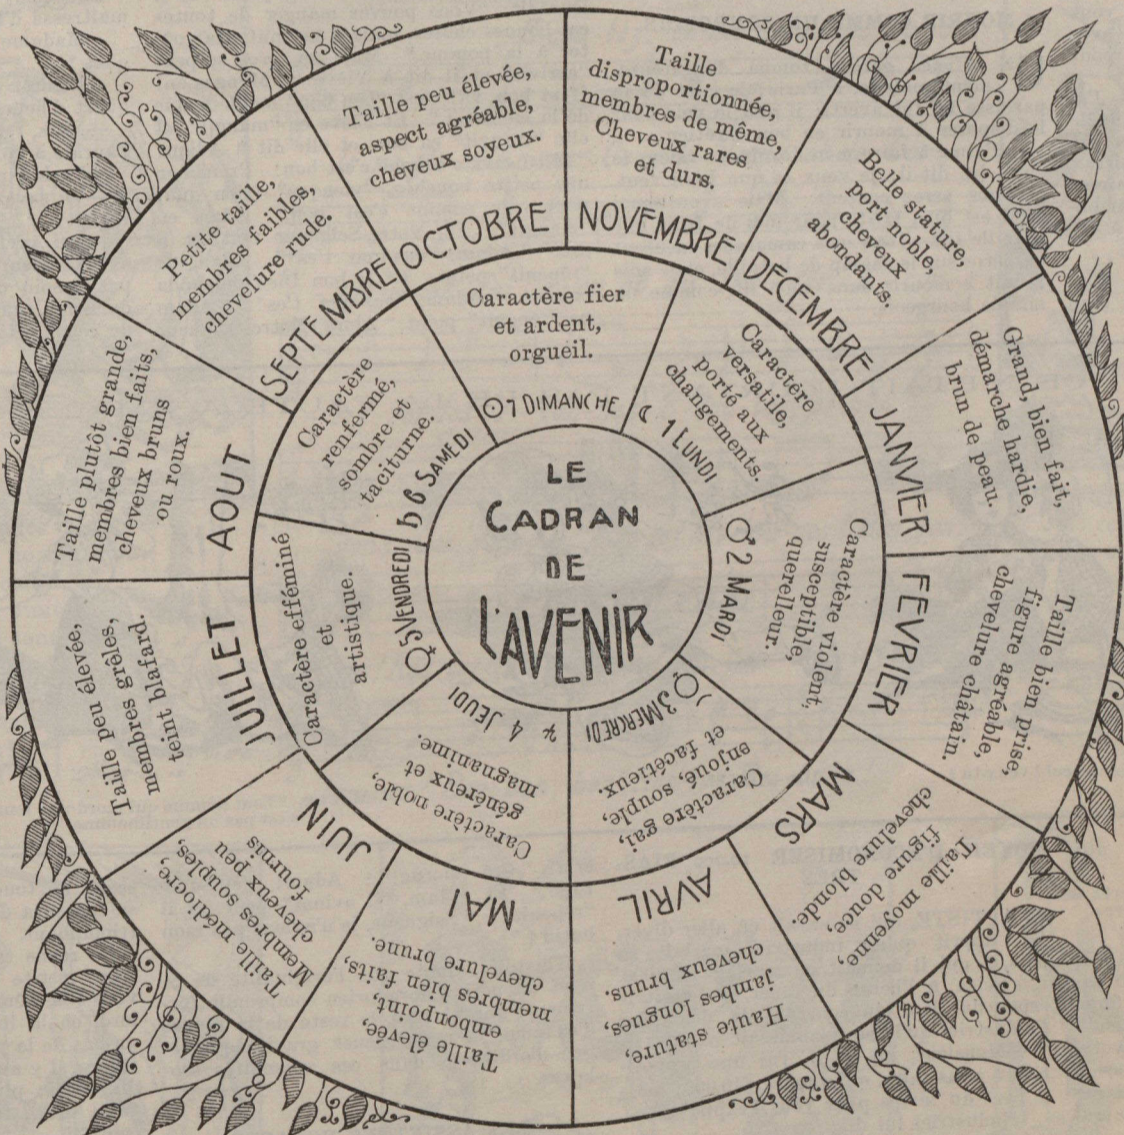 LE
CADRAN
DE
L'AVENIR
☉ 7 DIMANCHE
Caractère fier
et ardent,
orgueil.
☾ 1 LUNDI
Caractère
versatile,
porté aux
changements.
♂ 2 MARDI
Caractère violent,
susceptible,
querelleur.
3 MERCREDI
Caractère gai,
enjoué, souple,
et facétieux.
♃ 4 JEUDI
Caractère noble,
généreux et
magnanime.
♀ 5 VENDREDI
Caractère efféminé
et
artistique.
♄ 6 SAMEDI
Caractère
renfermé,
sombre et
taciturne.
JANVIER
Grand, bien fait,
démarche hardie,
brun de peau.
FEVRIER
Taille bien prise,
figure agréable,
chevelure châtain.
MARS
Taille moyenne,
figure douce,
chevelure blonde.
AVRIL
Haute stature,
jambes longues,
cheveux bruns.
MAI
Taille élevée,
embonpoint,
membres bien faits,
chevelure brune.
JUIN
Taille médiocre,
Membres souples,
cheveux peu
fournis
JUILLET
Taille peu élevée,
Taille peu élevée,
membres grêles,
teint blafard.
AOUT
Taille plutôt grande,
membres bien faits,
cheveux bruns
ou roux.
SEPTEMBRE
Petite taille,
membres faibles,
chevelure rude.
OCTOBRE
Taille peu élevée,
aspect agréable,
cheveux soyeux.
NOVEMBRE
Taille
disproportionnée,
membres de même,
Cheveux rares
et durs.
DECEMBRE
Belle stature,
port noble,
cheveux
abondants.